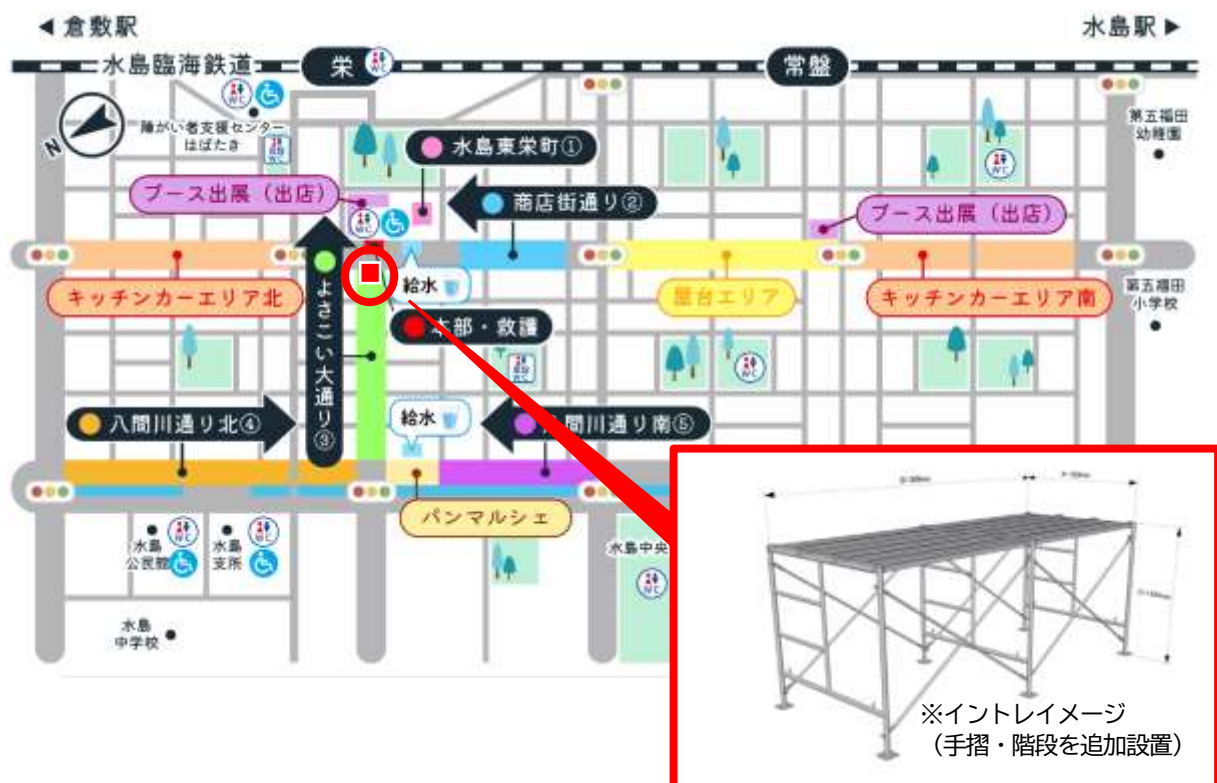 ◀ 倉敷駅
水島駅 ▶
水島臨海鉄道
栄
常盤
WC
N
障がい者支援センター
はばたき
水島東栄町①
第五福田
幼稚園
WC
ブース出展（出店）
商店街通り②
ブース出展（出店）
WC
キッチンカーエリア北
給水
屋台エリア
キッチンカーエリア南
第五福田
小学校
よさこい大通り③
本部・救護
WC
八間川通り北④
給水
八間川通り南⑤
パンマルシェ
水島
公民館
WC
水島
支所
WC
水島中央
WC
水島
中学校
※イントレイメージ
（手摺・階段を追加設置）